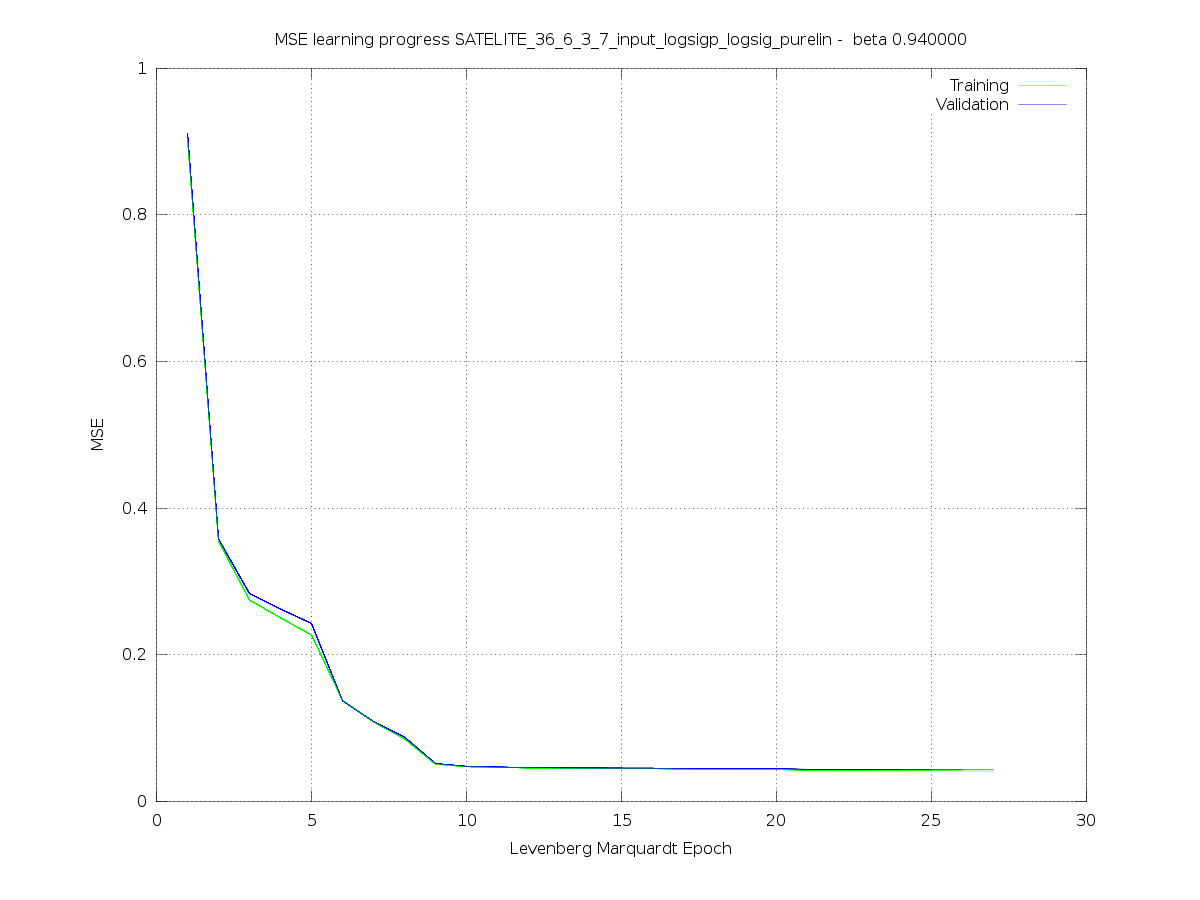 MSE learning progress SATELITE_36_6_3_7_input_logsigp_logsig_purelin -  beta 0.940000
1
Training
Validation
0.8
0.6
MSE
0.4
0.2
0
0 5 10 15 20 25 30
Levenberg Marquardt Epoch